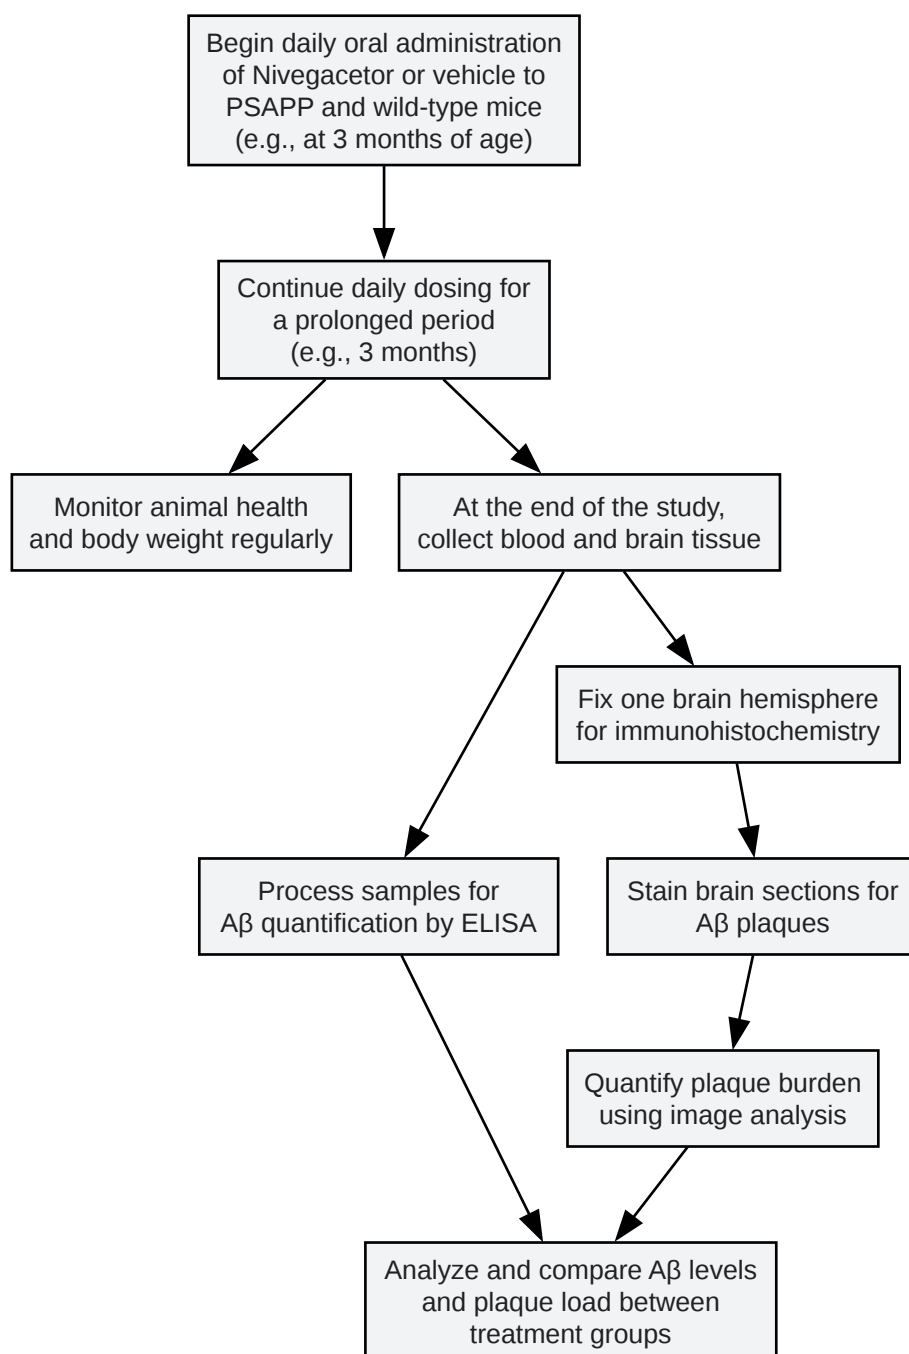 Begin daily oral administration
of Nivegacetor or vehicle to
PSAPP and wild-type mice
(e.g., at 3 months of age)
Continue daily dosing for
a prolonged period
(e.g., 3 months)
Monitor animal health
and body weight regularly
At the end of the study,
collect blood and brain tissue
Fix one brain hemisphere
for immunohistochemistry
Process samples for
Aβ quantification by ELISA
Stain brain sections for
Aβ plaques
Quantify plaque burden
using image analysis
Analyze and compare Aβ levels
and plaque load between
treatment groups